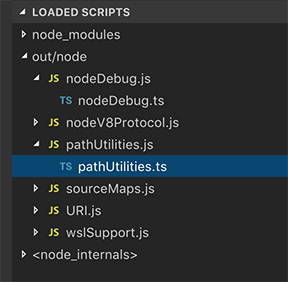 LOADED SCRIPTS
node_modules
out/node
JS nodeDebug.js
TS nodeDebug.ts
JS nodeV8Protocol.js
JS pathUtilities.js
TS pathUtilities.ts
JS sourceMaps.js
JS URI.js
JS wslSupport.js
<node_internals>